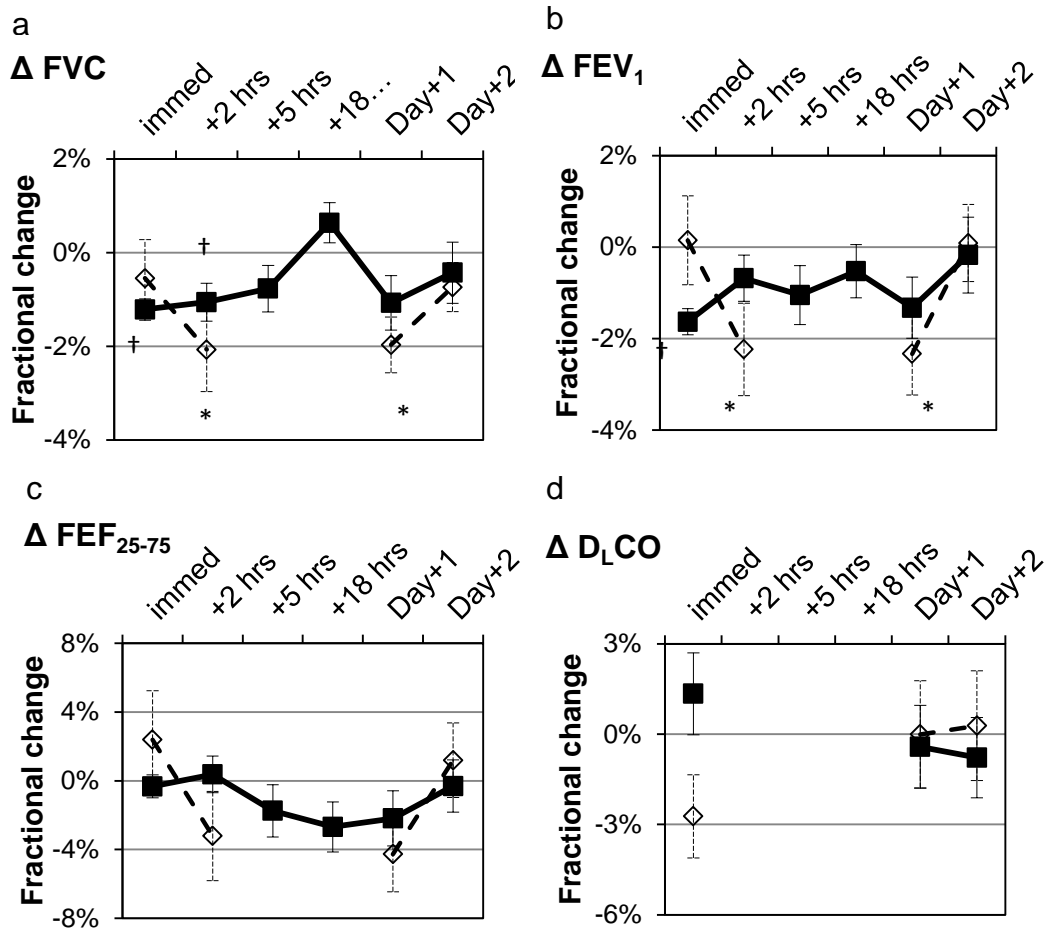 a
Δ FVC
immed
+2 hrs
+5 hrs
+18 …
Day+1
Day+2
Fractional change
2%
0%
-2%
-4%
†
†
*
*
b
Δ FEV₁
immed
+2 hrs
+5 hrs
+18 hrs
Day+1
Day+2
Fractional change
2%
0%
-2%
-4%
†
*
*
c
Δ FEF₂₅₋₇₅
immed
+2 hrs
+5 hrs
+18 hrs
Day+1
Day+2
Fractional change
8%
4%
0%
-4%
-8%
d
Δ DLCO
immed
+2 hrs
+5 hrs
+18 hrs
Day+1
Day+2
Fractional change
3%
0%
-3%
-6%